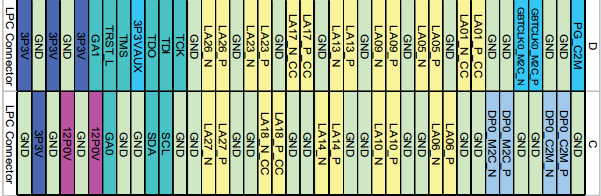 D C
PG_C2M GND
GND DP0_C2M_P
GND DP0_C2M_N
GBTCLK0_M2C_P GND
GBTCLK0_M2C_N GND
GND DP0_M2C_P
GND DP0_M2C_N
LA01_P_CC GND
LA01_N_CC GND
GND LA06_P
LA05_P LA06_N
LA05_N GND
GND GND
LA09_P LA10_P
LA09_N LA10_N
GND GND
LA13_P GND
LA13_N LA14_P
GND LA14_N
LA17_P_CC GND
LA17_N_CC GND
GND LA18_P_CC
LA23_P LA18_N_CC
LA23_N GND
GND GND
LA26_P LA27_P
LA26_N LA27_N
GND GND
TCK GND
TDI SCL
TDO SDA
3P3VAUX GND
TMS GND
TRST_L GA0
GA1 12P0V
3P3V GND
GND 12P0V
3P3V GND
GND 3P3V
3P3V GND
LPC Connector LPC Connector